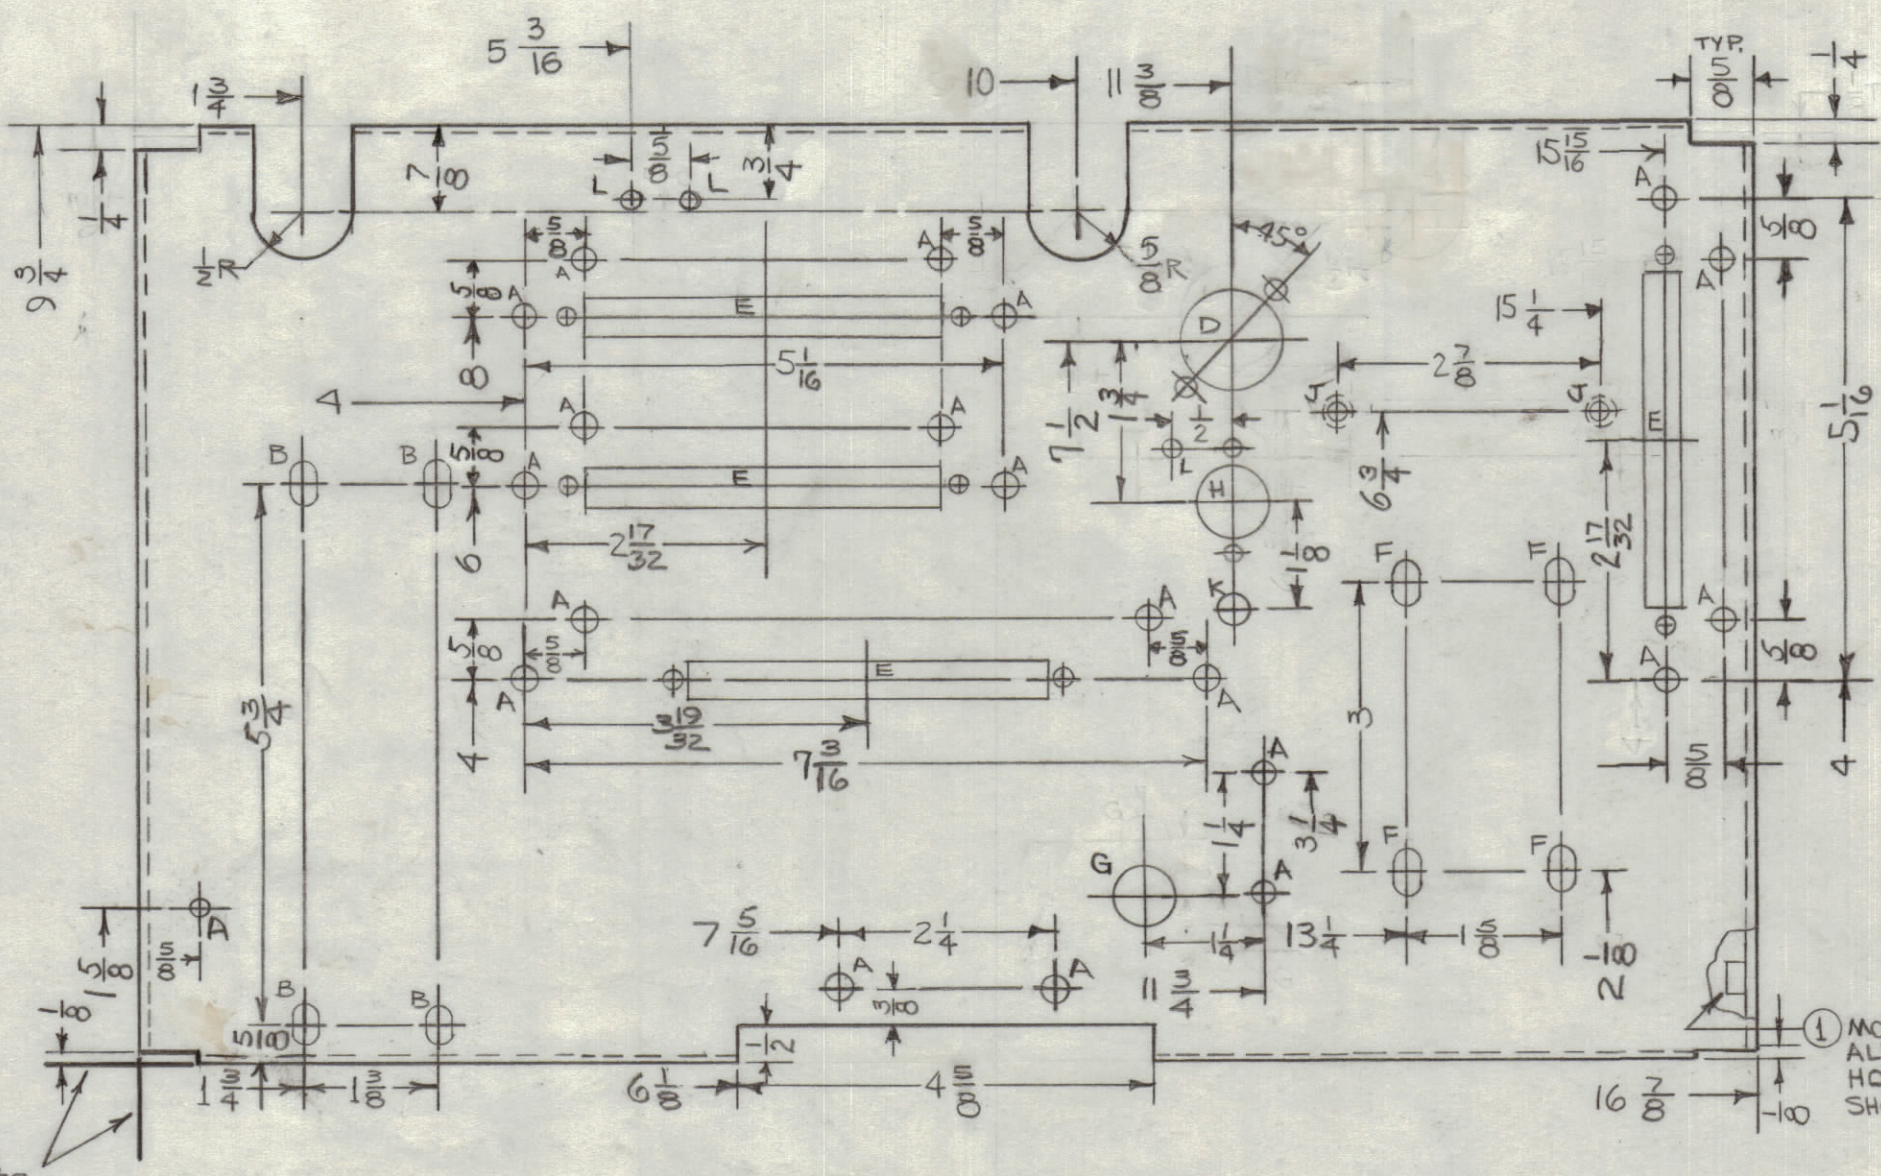 5 3/16
10
11 3/8
TYP.
5/8
1/4
1 3/4
9 3/4
1/4
7/8
5/8
3/4
L
L
15 15/16
A
5/8
1/2 R
5/8
A
A
5/8
5/8 R
45°
A
5/8
A
E
A
D
15 1/4
8
5 1/16
2 7/8
4
7 1/2
1 3/4
J
J
5 1/16
A
A
1/2
E
B
B
5/8
A
E
A
L
H
6 3/4
6
2 17/32
1 1/8
2 17/32
F
F
A
A
K
A
5/8
5/8
5/8
E
A
A
A
5/8
5 3/4
4
3 19/32
3
7 3/16
A
5/8
4
1 1/4
3 1/4
G
A
F
F
D
7 5/16
2 1/4
1 1/4
13 1/4
1 5/8
2 1/8
1 5/8
5/8
A
A
3/8
11 3/4
B
B
1/8
5/8
1/2
1
MO
AL
HD
SH
1 3/4
1 3/8
6 1/8
4 5/8
16 7/8
1/8